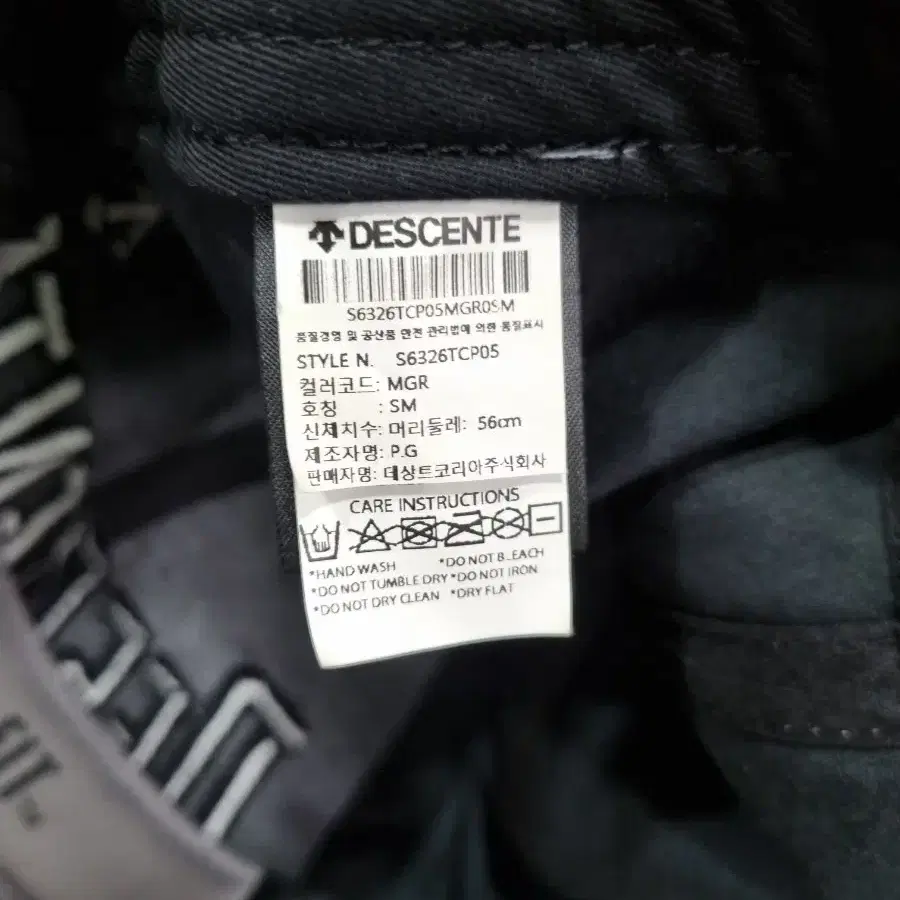 DESCENTE
S6326TCP05MGR0SM
품질경영 및 공산품 안전 관리법에 의한 품질표시
STYLE N. S6326TCP05
컬러코드: MGR
호칭 : SM
신체치수: 머리둘레: 56cm
제조자명: P.G
판매자명: 데상트코리아주식회사
CARE INSTRUCTIONS
*HAND WASH *DO NOT BLEACH
*DO NOT TUMBLE DRY *DO NOT IRON
*DO NOT DRY CLEAN *DRY FLAT